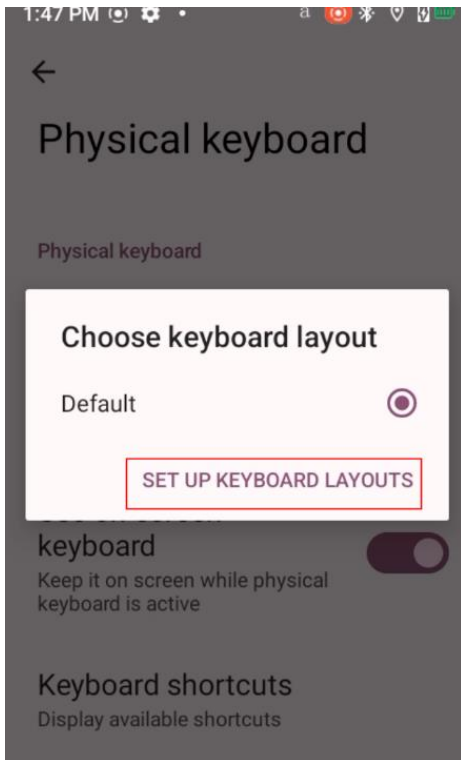 1:47 PM
a
Physical keyboard
Physical keyboard
Choose keyboard layout
Default
SET UP KEYBOARD LAYOUTS
keyboard
Keep it on screen while physical
keyboard is active
Keyboard shortcuts
Display available shortcuts